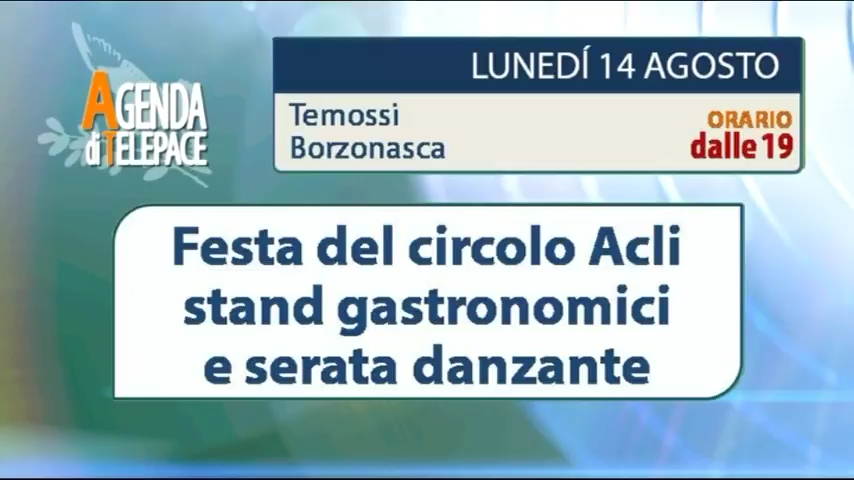 AGENDA
di TELEPACE
LUNEDÍ 14 AGOSTO
Temossi
Borzonasca
ORARIO
dalle 19
Festa del circolo Acli
stand gastronomici
e serata danzante